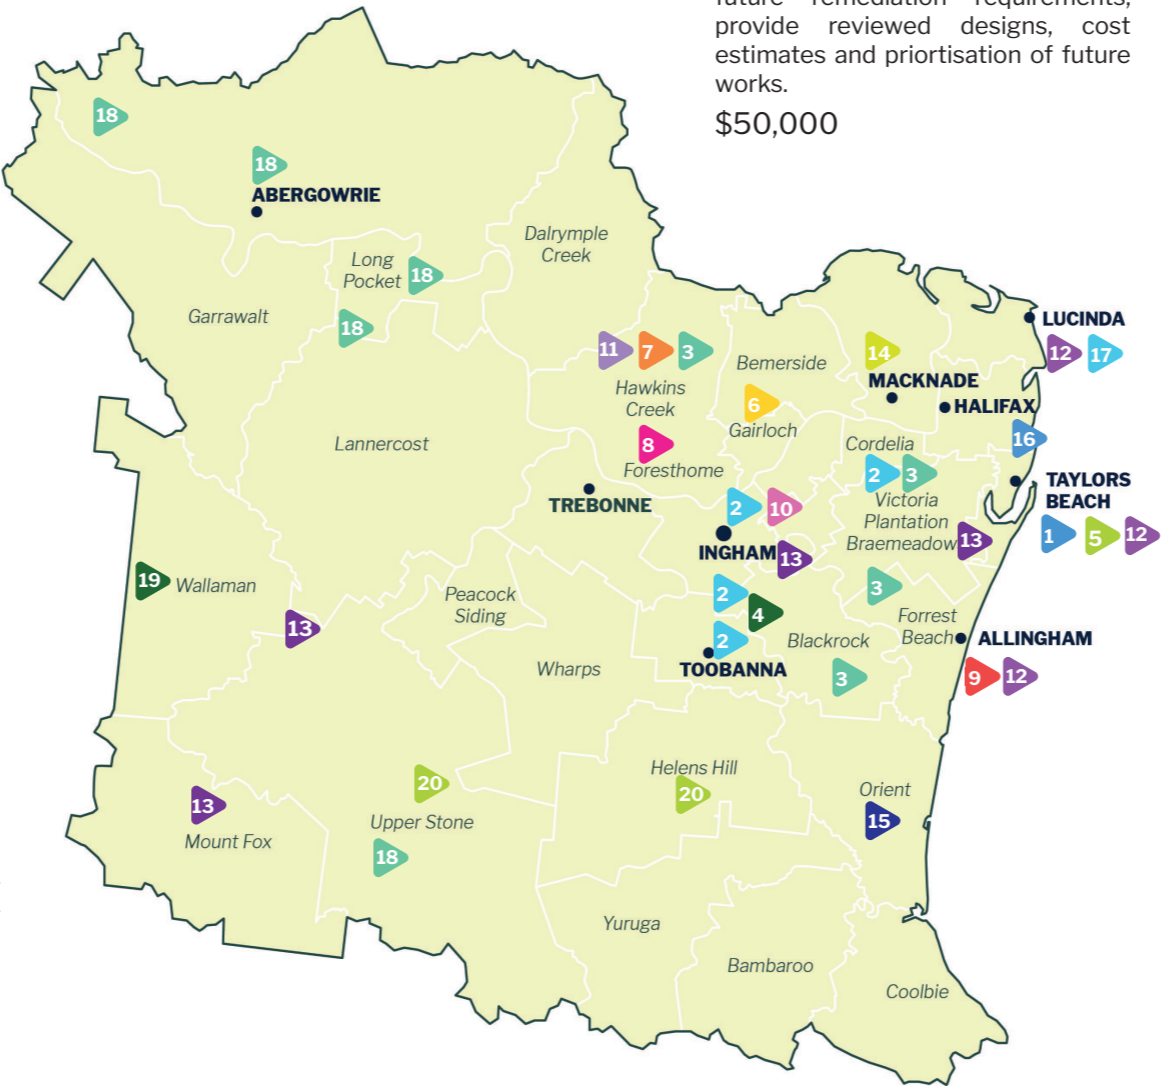 future remediation requirements,
provide reviewed designs, cost
estimates and priortisation of future
works.
$50,000
18
18
ABERGOWRIE
Dalrymple
Creek
Long
Pocket
18
Garrawalt
18
LUCINDA
12 17
11 7 3
14
Bemerside
MACKNADE
Hawkins
Creek
6
HALIFAX
Gairloch
16
Lannercost
8
Cordelia
Foresthome
2 3
TAYLORS
BEACH
TREBONNE
Victoria
Plantation
2 10
1 5 12
Braemeadow
13
INGHAM
13
19
Wallaman
Peacock
Siding
2
3
4
Forrest
Beach
13
2
Blackrock
ALLINGHAM
TOOBANNA
Wharps
3
9 12
Helens Hill
20
20
Orient
13
15
Upper Stone
Mount Fox
18
Yuruga
Bambaroo
Coolbie